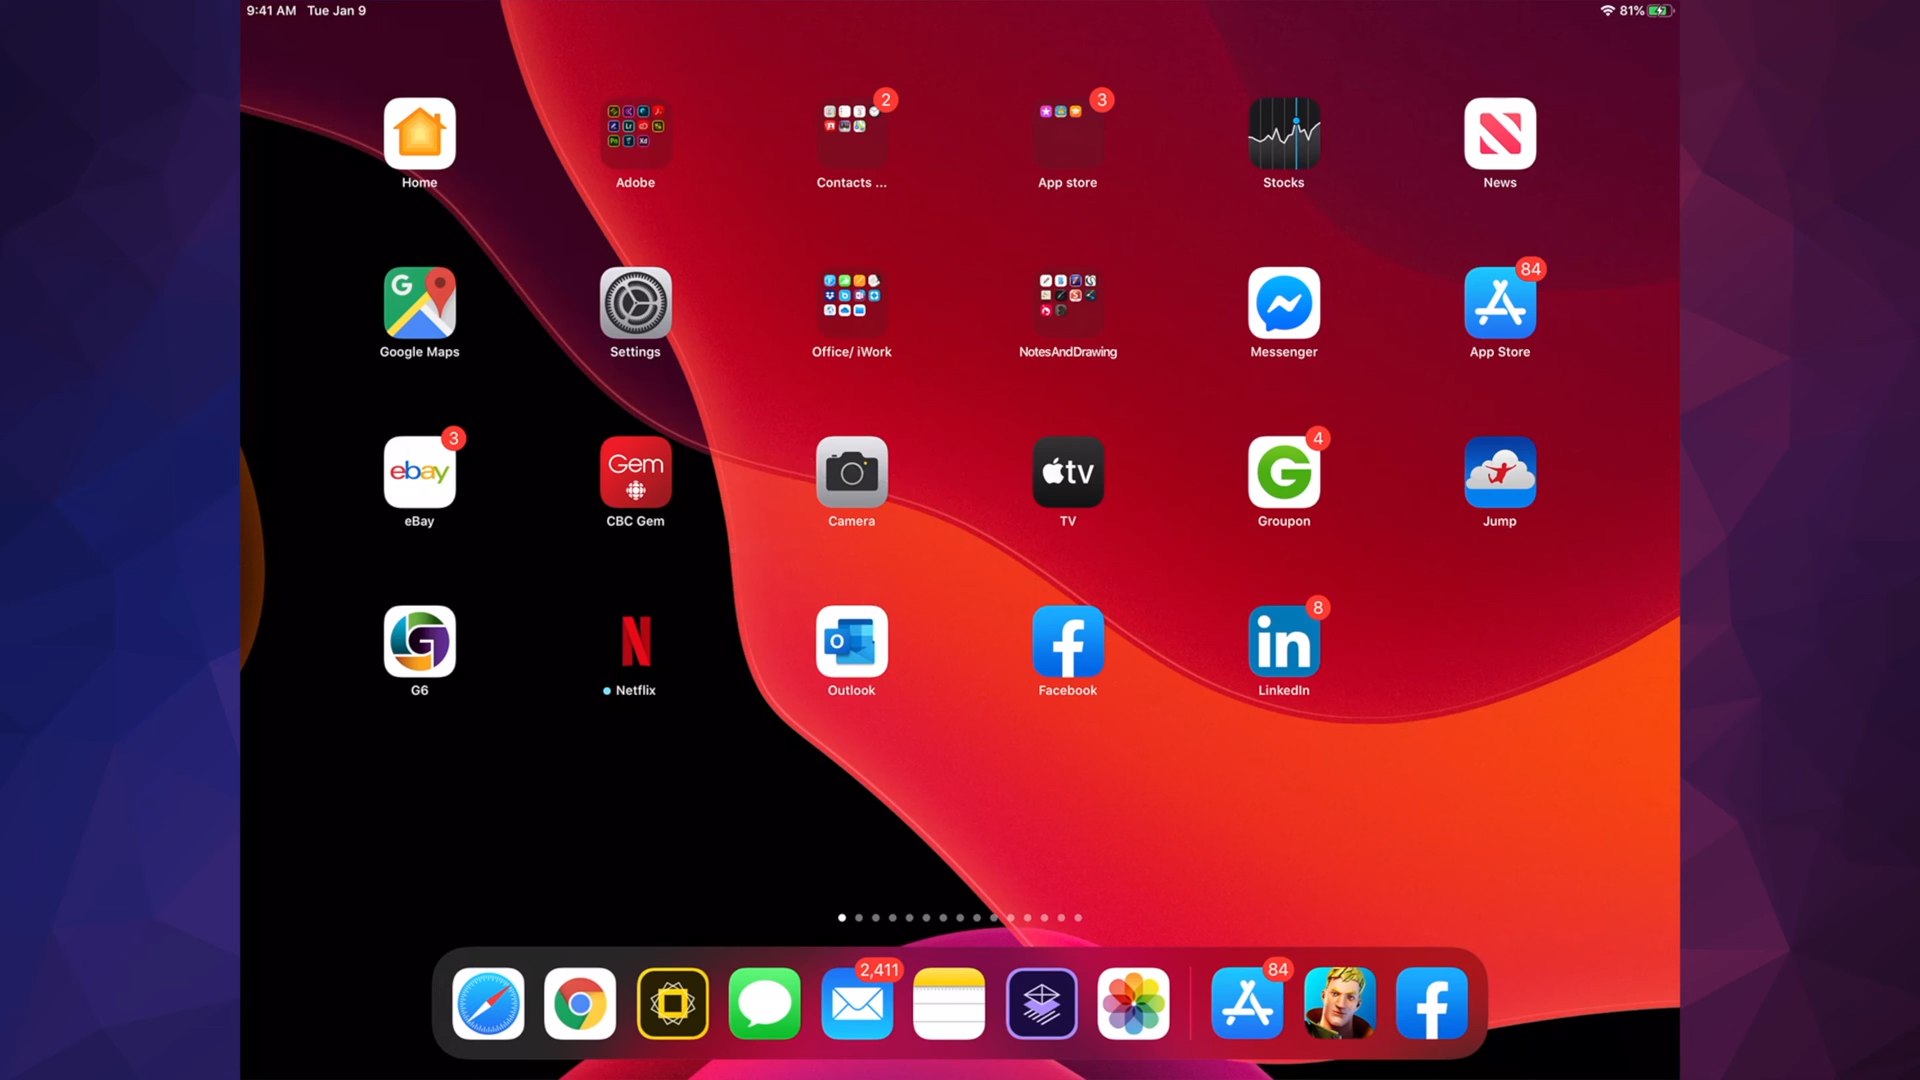 9:41 AM Tue Jan 9
81%
2
3
Home
Adobe
Contacts ...
App store
Stocks
News
G
84
Google Maps
Settings
Office/ iWork
NotesAndDrawing
Messenger
App Store
3
4
ebay
Gem
tv
G
eBay
CBC Gem
Camera
TV
Groupon
Jump
8
G
N
O
f
in
G6
Netflix
Outlook
Facebook
LinkedIn
2,411
84
f